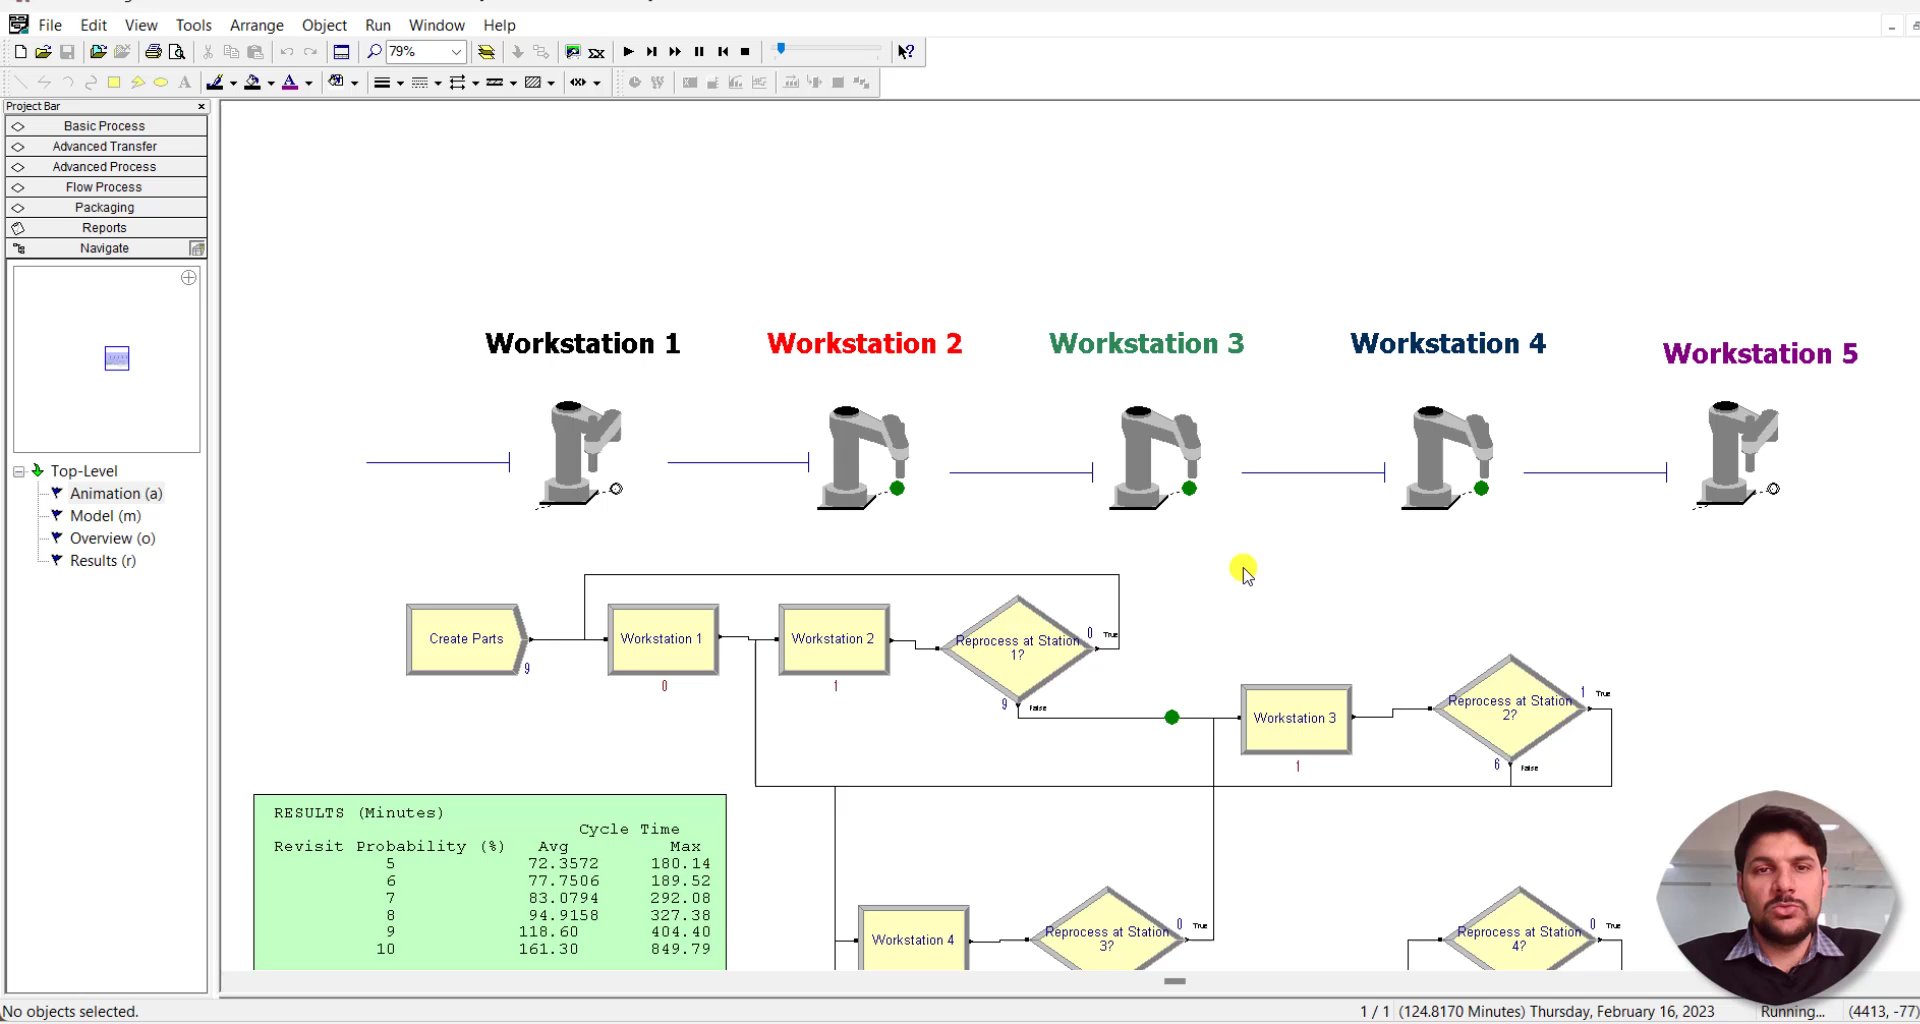 File Edit View Tools Arrange Object Run Window Help
79%
Project Bar
Basic Process
Advanced Transfer
Advanced Process
Flow Process
Packaging
Reports
Navigate
Top-Level
Animation (a)
Model (m)
Overview (o)
Results (r)
Workstation 1
Workstation 2
Workstation 3
Workstation 4
Workstation 5
Create Parts
9
Workstation 1
0
Workstation 2
1
Reprocess at Station 1?
0 True
9 False
Workstation 3
1
Reprocess at Station 2?
1 True
6 False
RESULTS (Minutes)
Cycle Time
Revisit Probability (%) Avg Max
5 72.3572 180.14
6 77.7506 189.52
7 83.0794 292.08
8 94.9158 327.38
9 118.60 404.40
10 161.30 849.79
Workstation 4
Reprocess at Station 3?
0 True
Reprocess at Station 4?
0 True
No objects selected.
1 / 1 (124.8170 Minutes) Thursday, February 16, 2023 Running... (4413, -77)